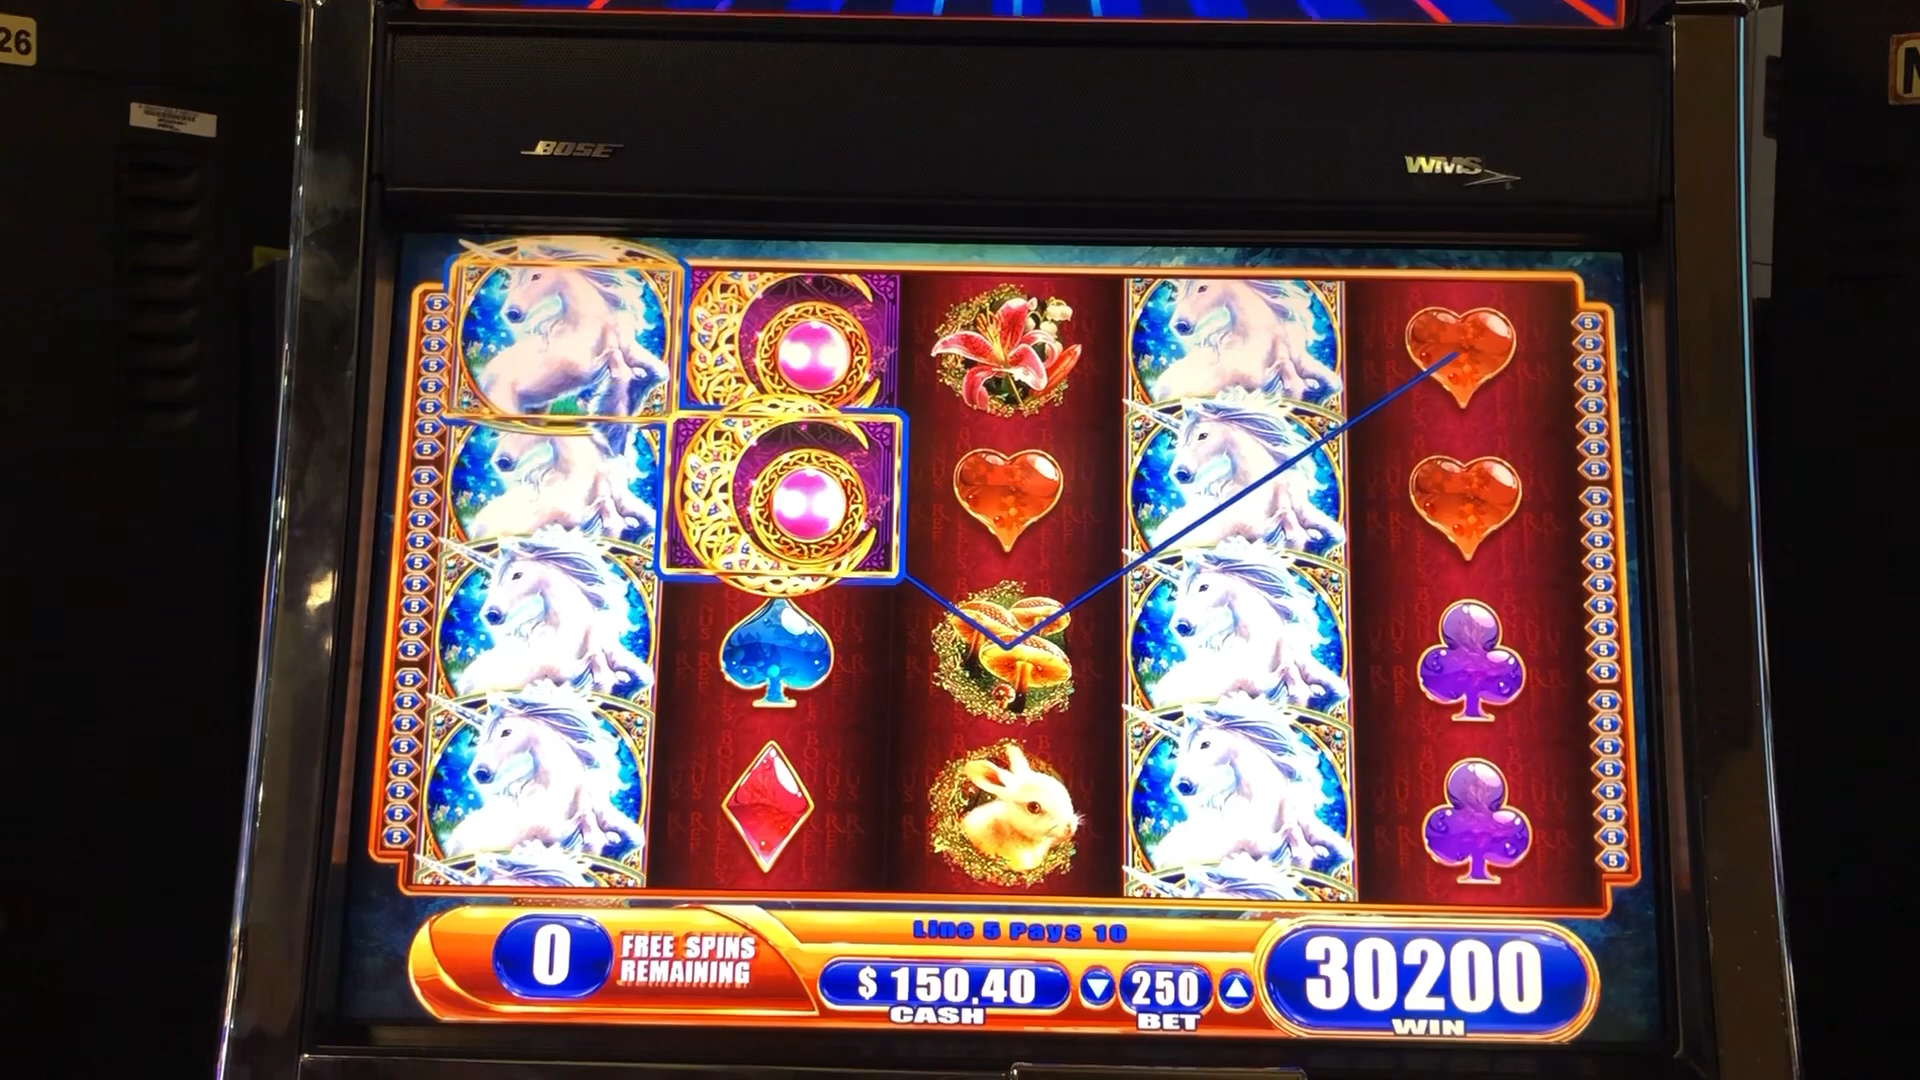 26
N
BOSE
WMS
Line 5 Pays 10
0
FREE SPINS
REMAINING
$ 150.40
CASH
250
BET
30200
WIN